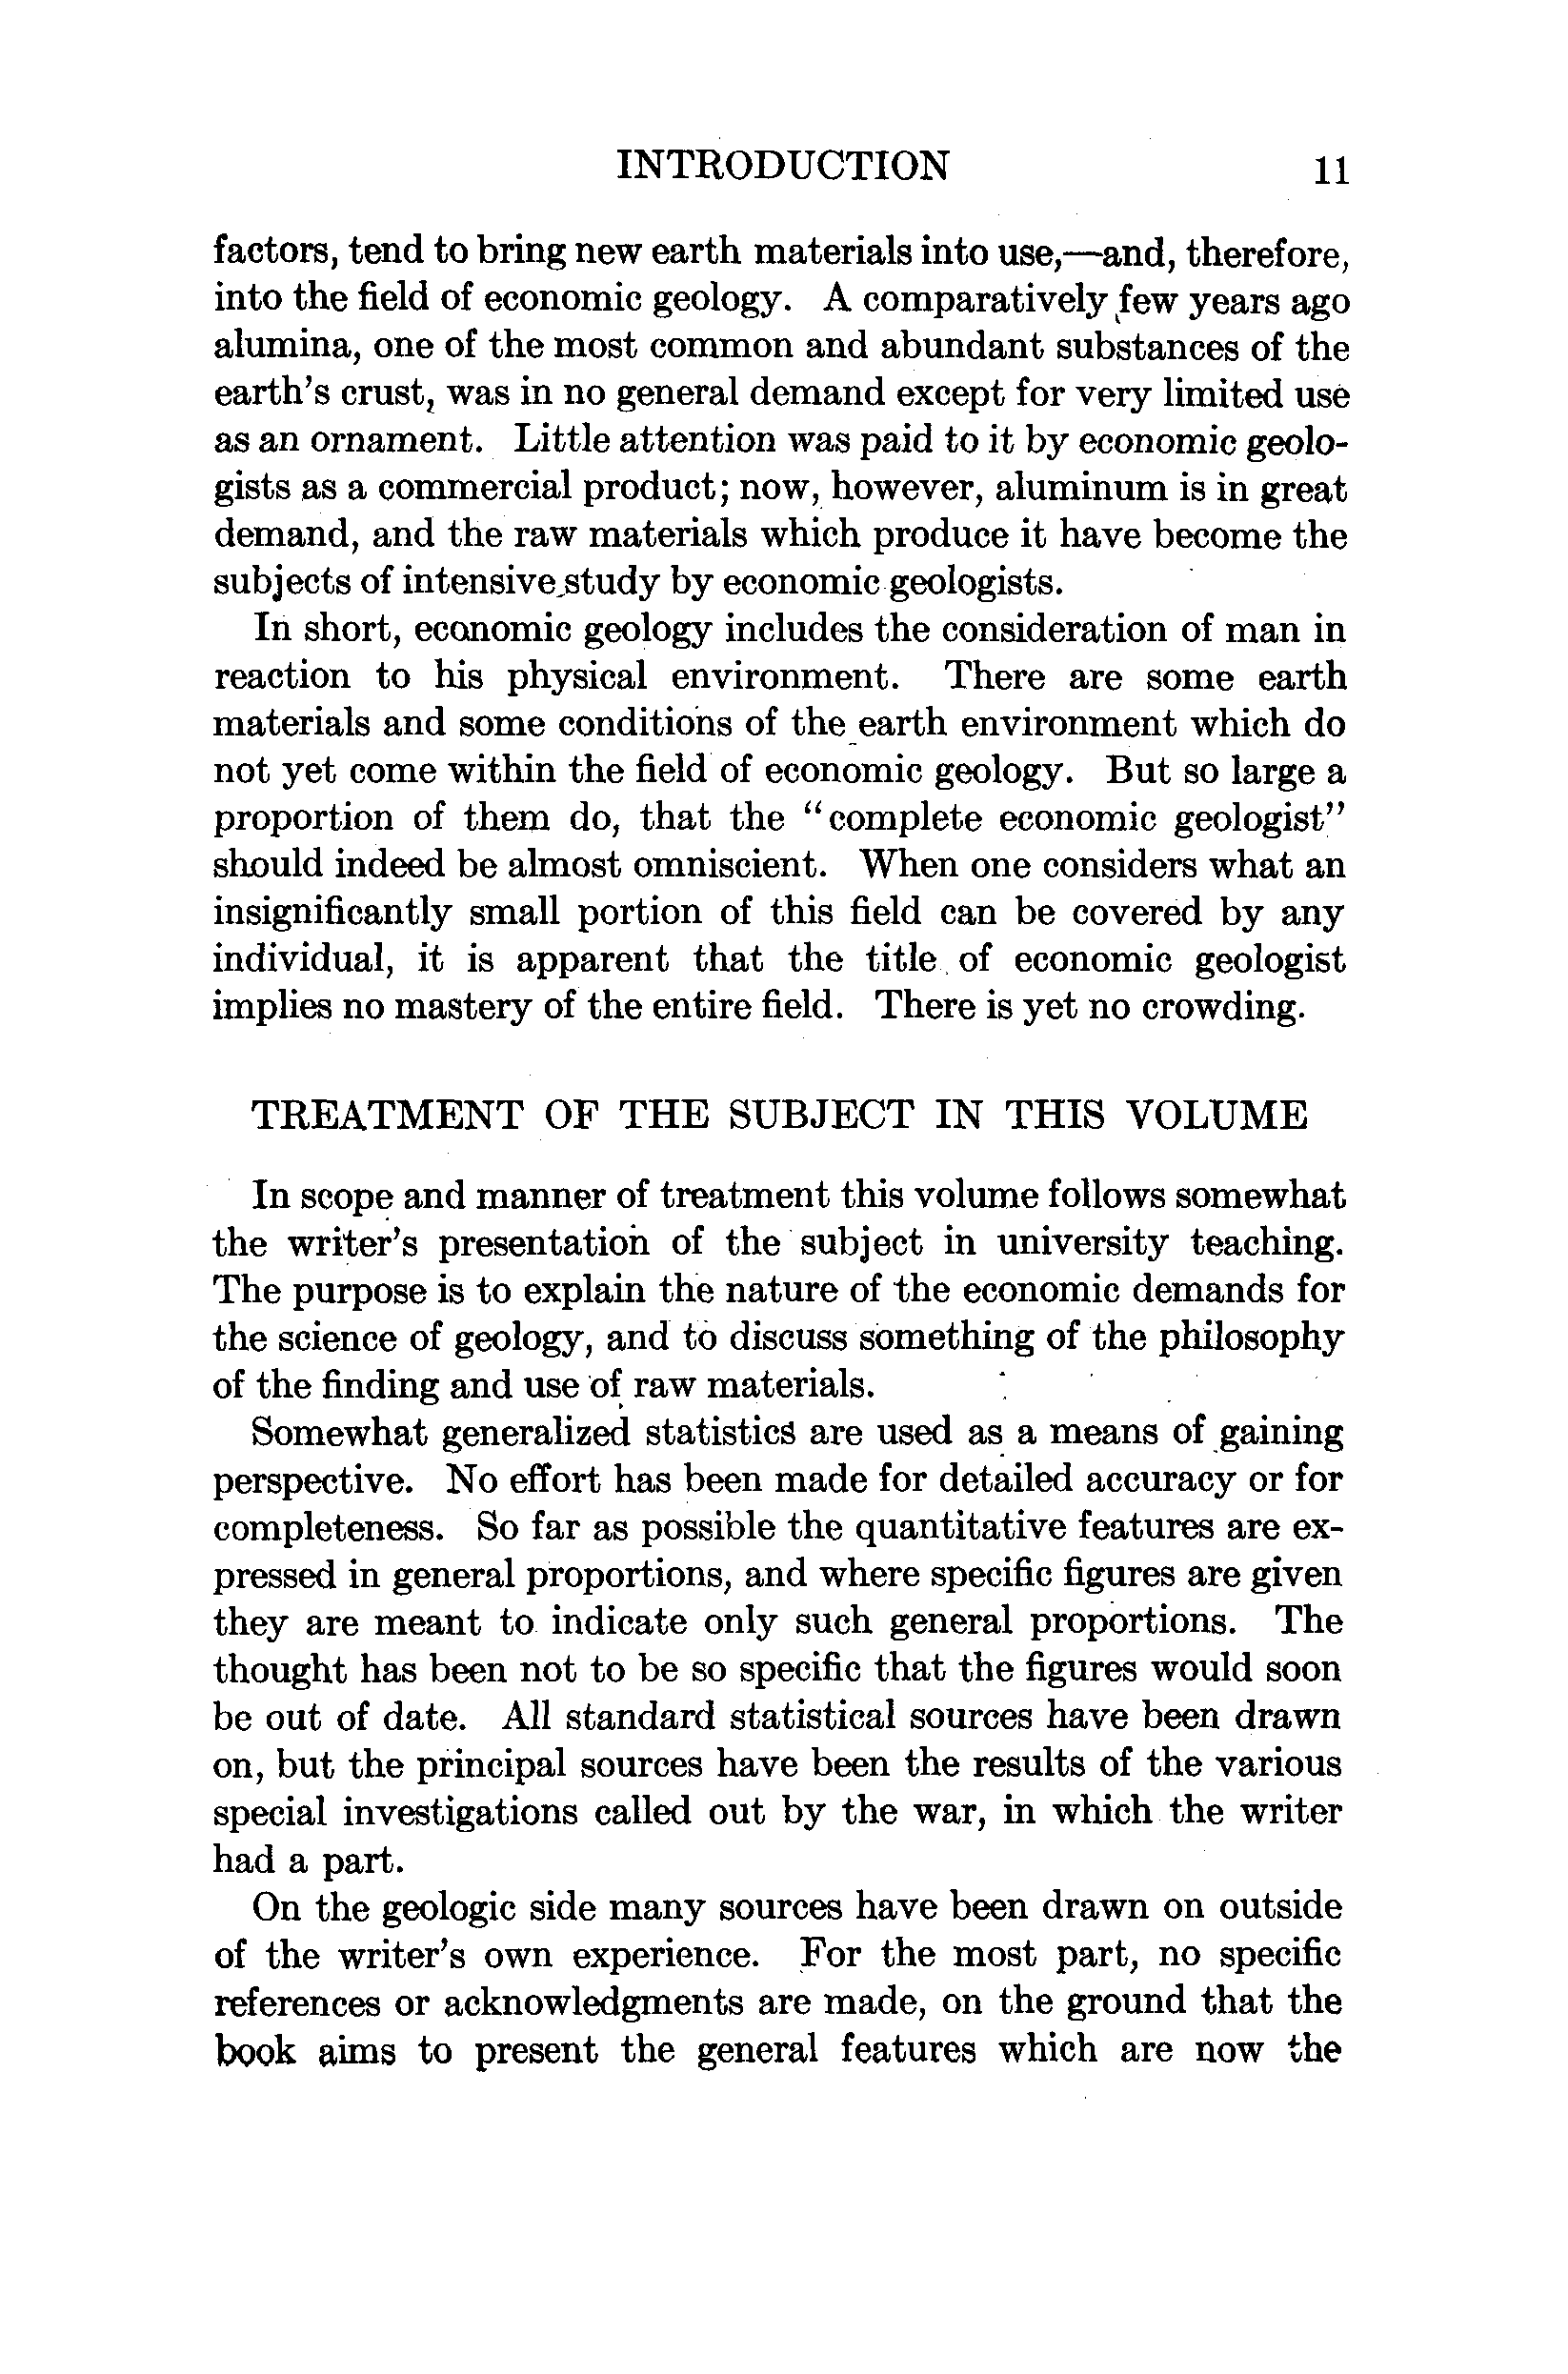 INTRODUCTION 11
factors, tend to bring new earth materials into use,—and, therefore,
into the field of economic geology. A comparatively few years ago
alumina, one of the most common and abundant substances of the
earth's crust, was in no general demand except for very limited use
as an ornament. Little attention was paid to it by economic geolo-
gists as a commercial product; now, however, aluminum is in great
demand, and the raw materials which produce it have become the
subjects of intensive study by economic geologists.
In short, economic geology includes the consideration of man in
reaction to his physical environment. There are some earth
materials and some conditions of the earth environment which do
not yet come within the field of economic geology. But so large a
proportion of them do, that the "complete economic geologist"
should indeed be almost omniscient. When one considers what an
insignificantly small portion of this field can be covered by any
individual, it is apparent that the title of economic geologist
implies no mastery of the entire field. There is yet no crowding.
TREATMENT OF THE SUBJECT IN THIS VOLUME
In scope and manner of treatment this volume follows somewhat
the writer's presentation of the subject in university teaching.
The purpose is to explain the nature of the economic demands for
the science of geology, and to discuss something of the philosophy
of the finding and use of raw materials.
Somewhat generalized statistics are used as a means of gaining
perspective. No effort has been made for detailed accuracy or for
completeness. So far as possible the quantitative features are ex-
pressed in general proportions, and where specific figures are given
they are meant to indicate only such general proportions. The
thought has been not to be so specific that the figures would soon
be out of date. All standard statistical sources have been drawn
on, but the principal sources have been the results of the various
special investigations called out by the war, in which the writer
had a part.
On the geologic side many sources have been drawn on outside
of the writer's own experience. For the most part, no specific
references or acknowledgments are made, on the ground that the
book aims to present the general features which are now the